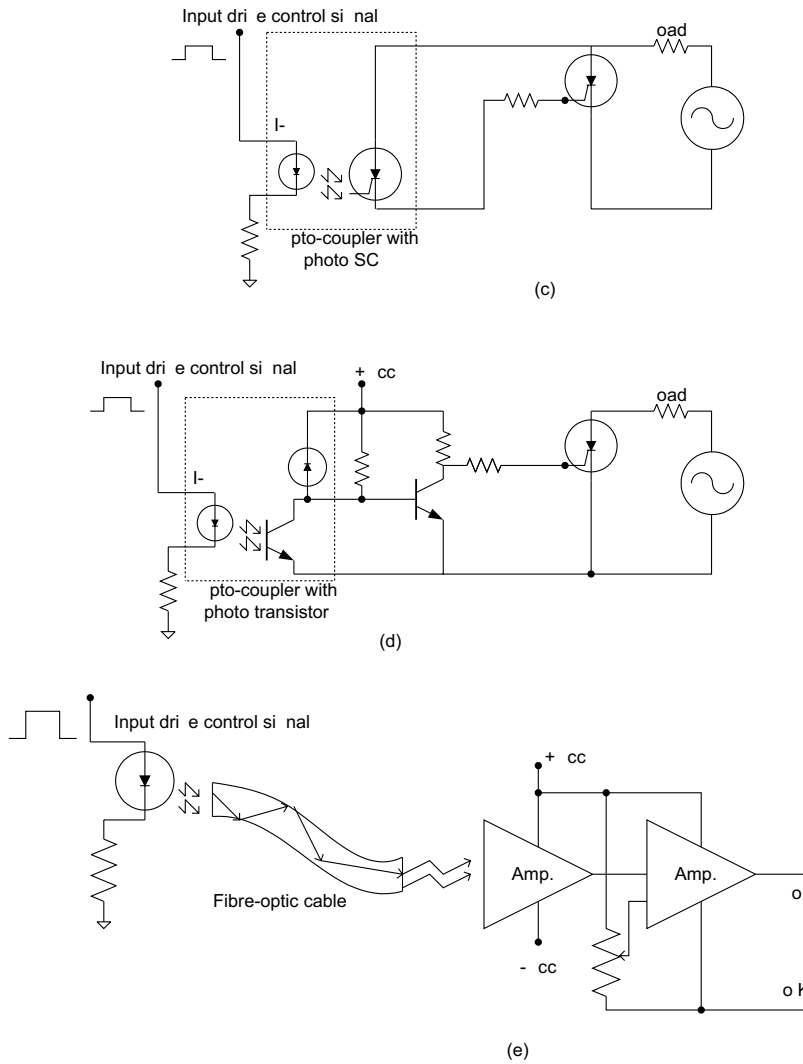 Input dri e control si nal
oad
I-
pto-coupler with
photo SC
(c)
Input dri e control si nal
+ cc
oad
I-
pto-coupler with
photo transistor
(d)
Input dri e control si nal
+ cc
Amp.
Amp.
Fibre-optic cable
o
- cc
o K
(e)